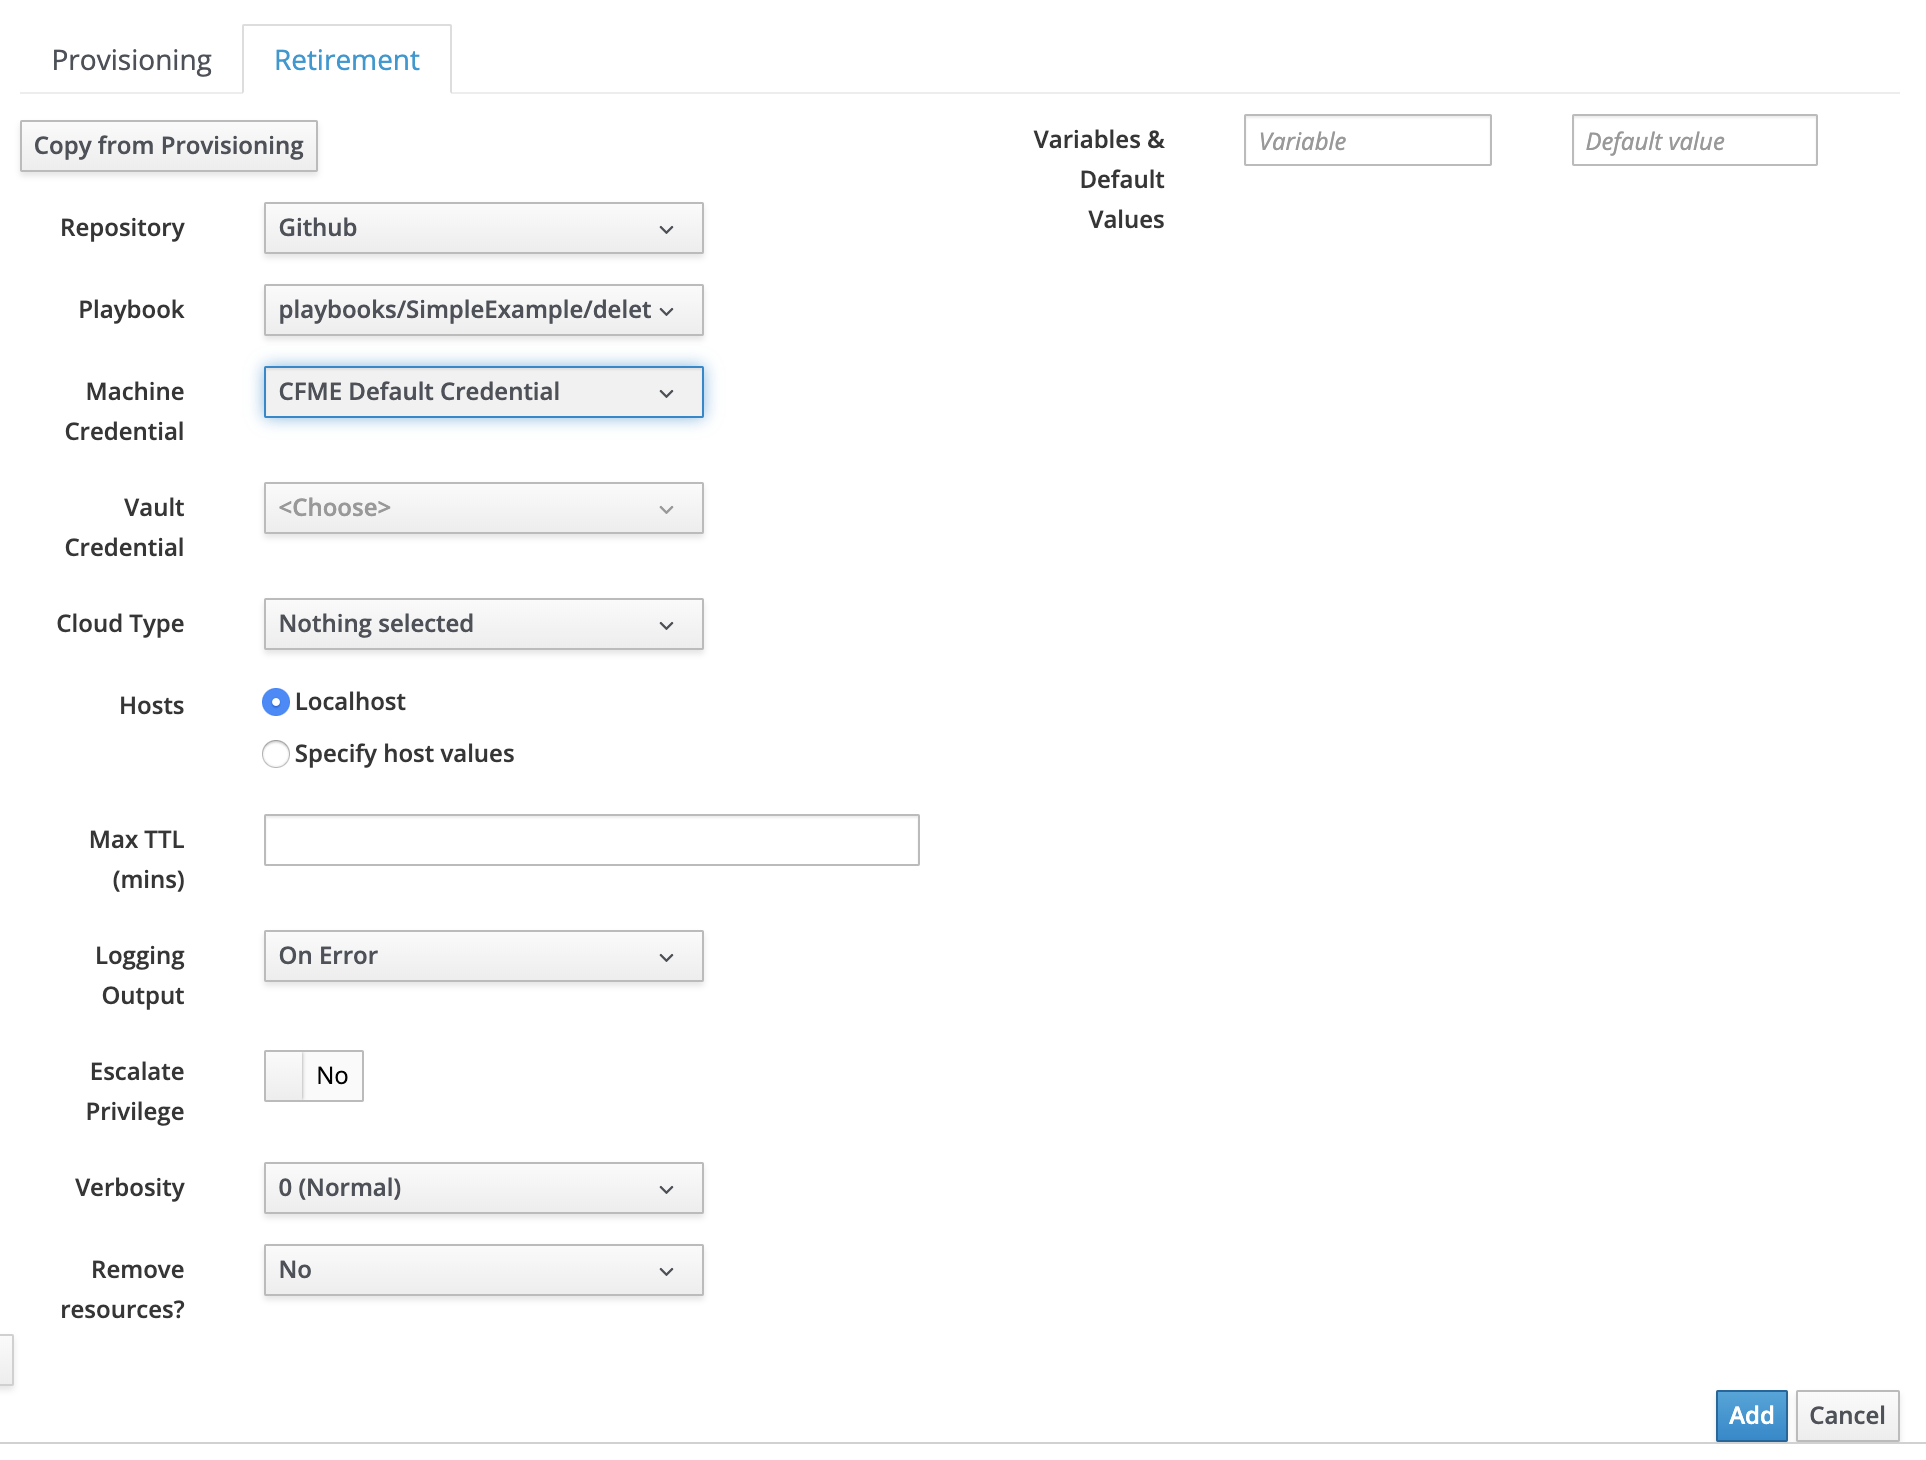 Provisioning
Retirement
Copy from Provisioning
Variables &
Default
Values
Variable
Default value
Repository
Github
Playbook
playbooks/SimpleExample/delet
Machine
Credential
CFME Default Credential
Vault
Credential
<Choose>
Cloud Type
Nothing selected
Hosts
Localhost
Specify host values
Max TTL
(mins)
Logging
Output
On Error
Escalate
Privilege
No
Verbosity
0 (Normal)
Remove
resources?
No
Add
Cancel